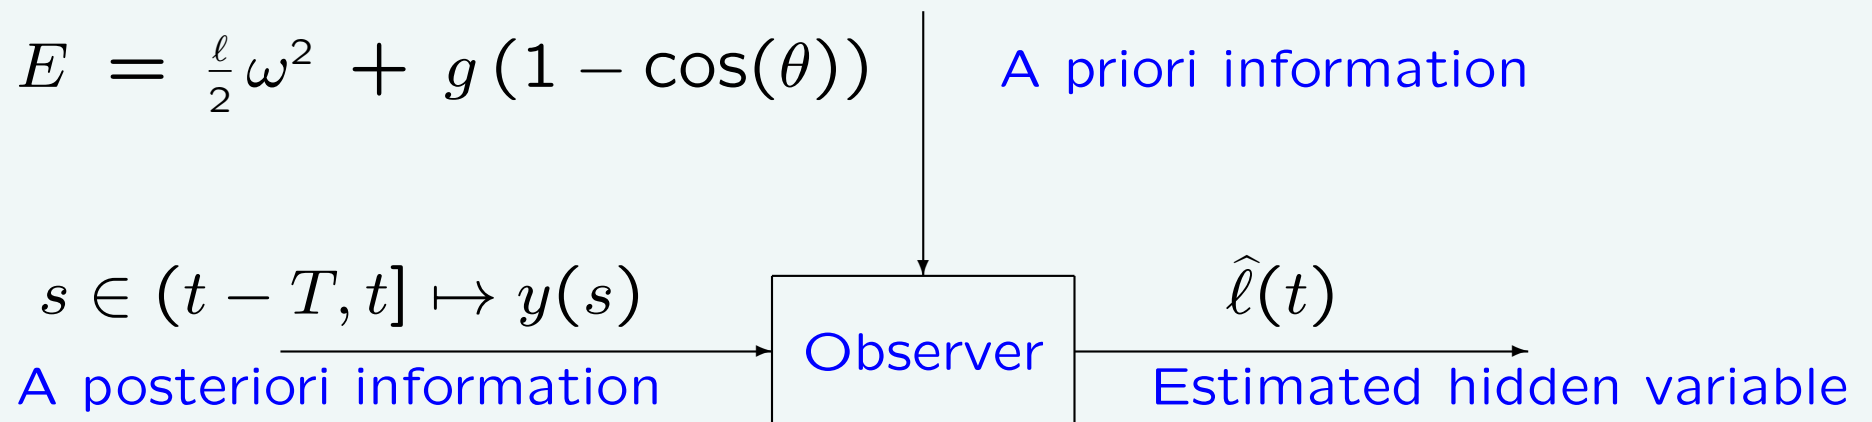 E = ℓ/2 ω² + g (1 − cos(θ))
A priori information
s ∈ (t − T, t] ↦ y(s)
A posteriori information
Observer
ℓ̂(t)
Estimated hidden variable